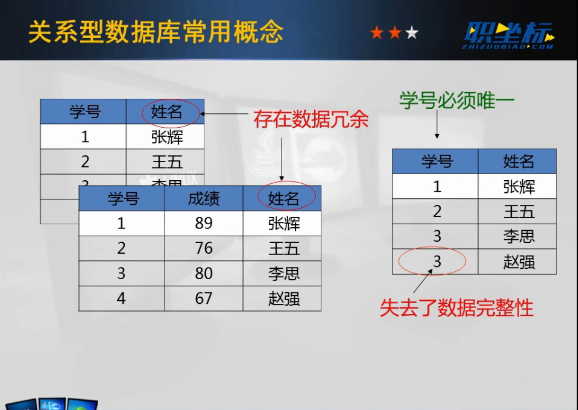 关系型数据库常用概念
职坐标
ZHIZUOBIAO.COM
学号 姓名
1 张辉
2 王五
3 李思
存在数据冗余
学号 成绩 姓名
1 89 张辉
2 76 王五
3 80 李思
4 67 赵强
学号必须唯一
学号 姓名
1 张辉
2 王五
3 李思
3 赵强
失去了数据完整性